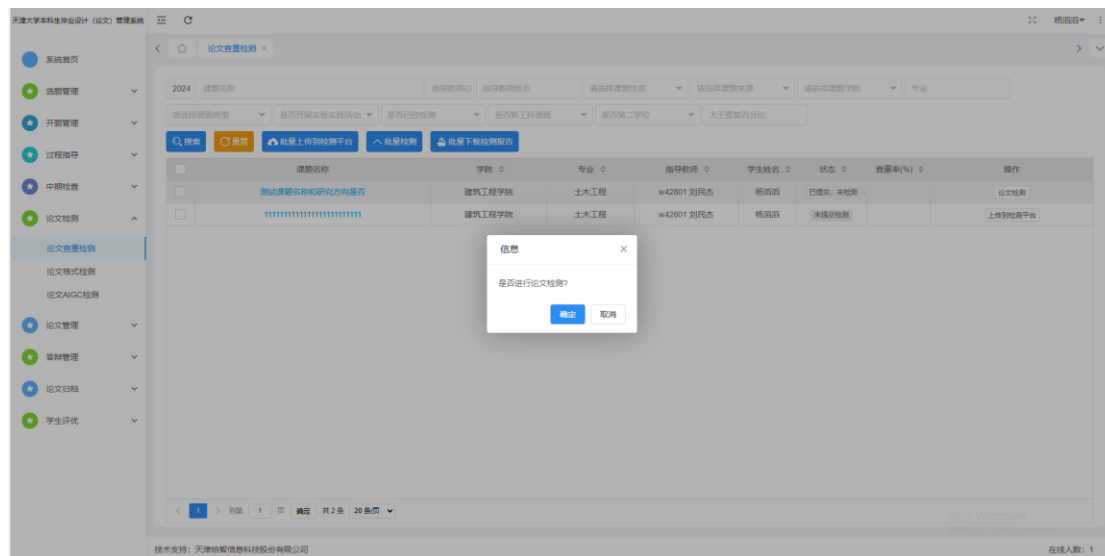 天津大学本科生毕业设计（论文）管理系统
杨滔滔
系统首页
论文查重检测 ×
选题管理
2024 课题名称 指导教师ID 指导教师姓名 请选择课题性质 请选择课题来源 请选择课题学院 专业
开题管理
请选择课题类型 是否开展实验实践活动 是否已经检测 是否新工科课题 是否第二学位 大于重复百分比
过程指导
搜索 重置 批量上传到检测平台 批量检测 批量下载检测报告
中期检查
课题名称 学院 专业 指导教师 学生姓名 状态 查重率(%) 操作
测试课题名称和研究方向是否 建筑工程学院 土木工程 w42801 刘民杰 杨滔滔 已提交，未检测 论文检测
论文检测
11111111111111111111111111 建筑工程学院 土木工程 w42801 刘民杰 杨滔滔 未提交检测 上传到检测平台
论文查重检测
论文格式检测
论文AIGC检测
信息 ×
是否进行论文检测?
确定 取消
论文管理
答辩管理
论文归档
学生评优
1 到第 1 页 确定 共 2 条 20 条/页
Windows
技术支持：天津恰智信息科技股份有限公司
在线人数：1